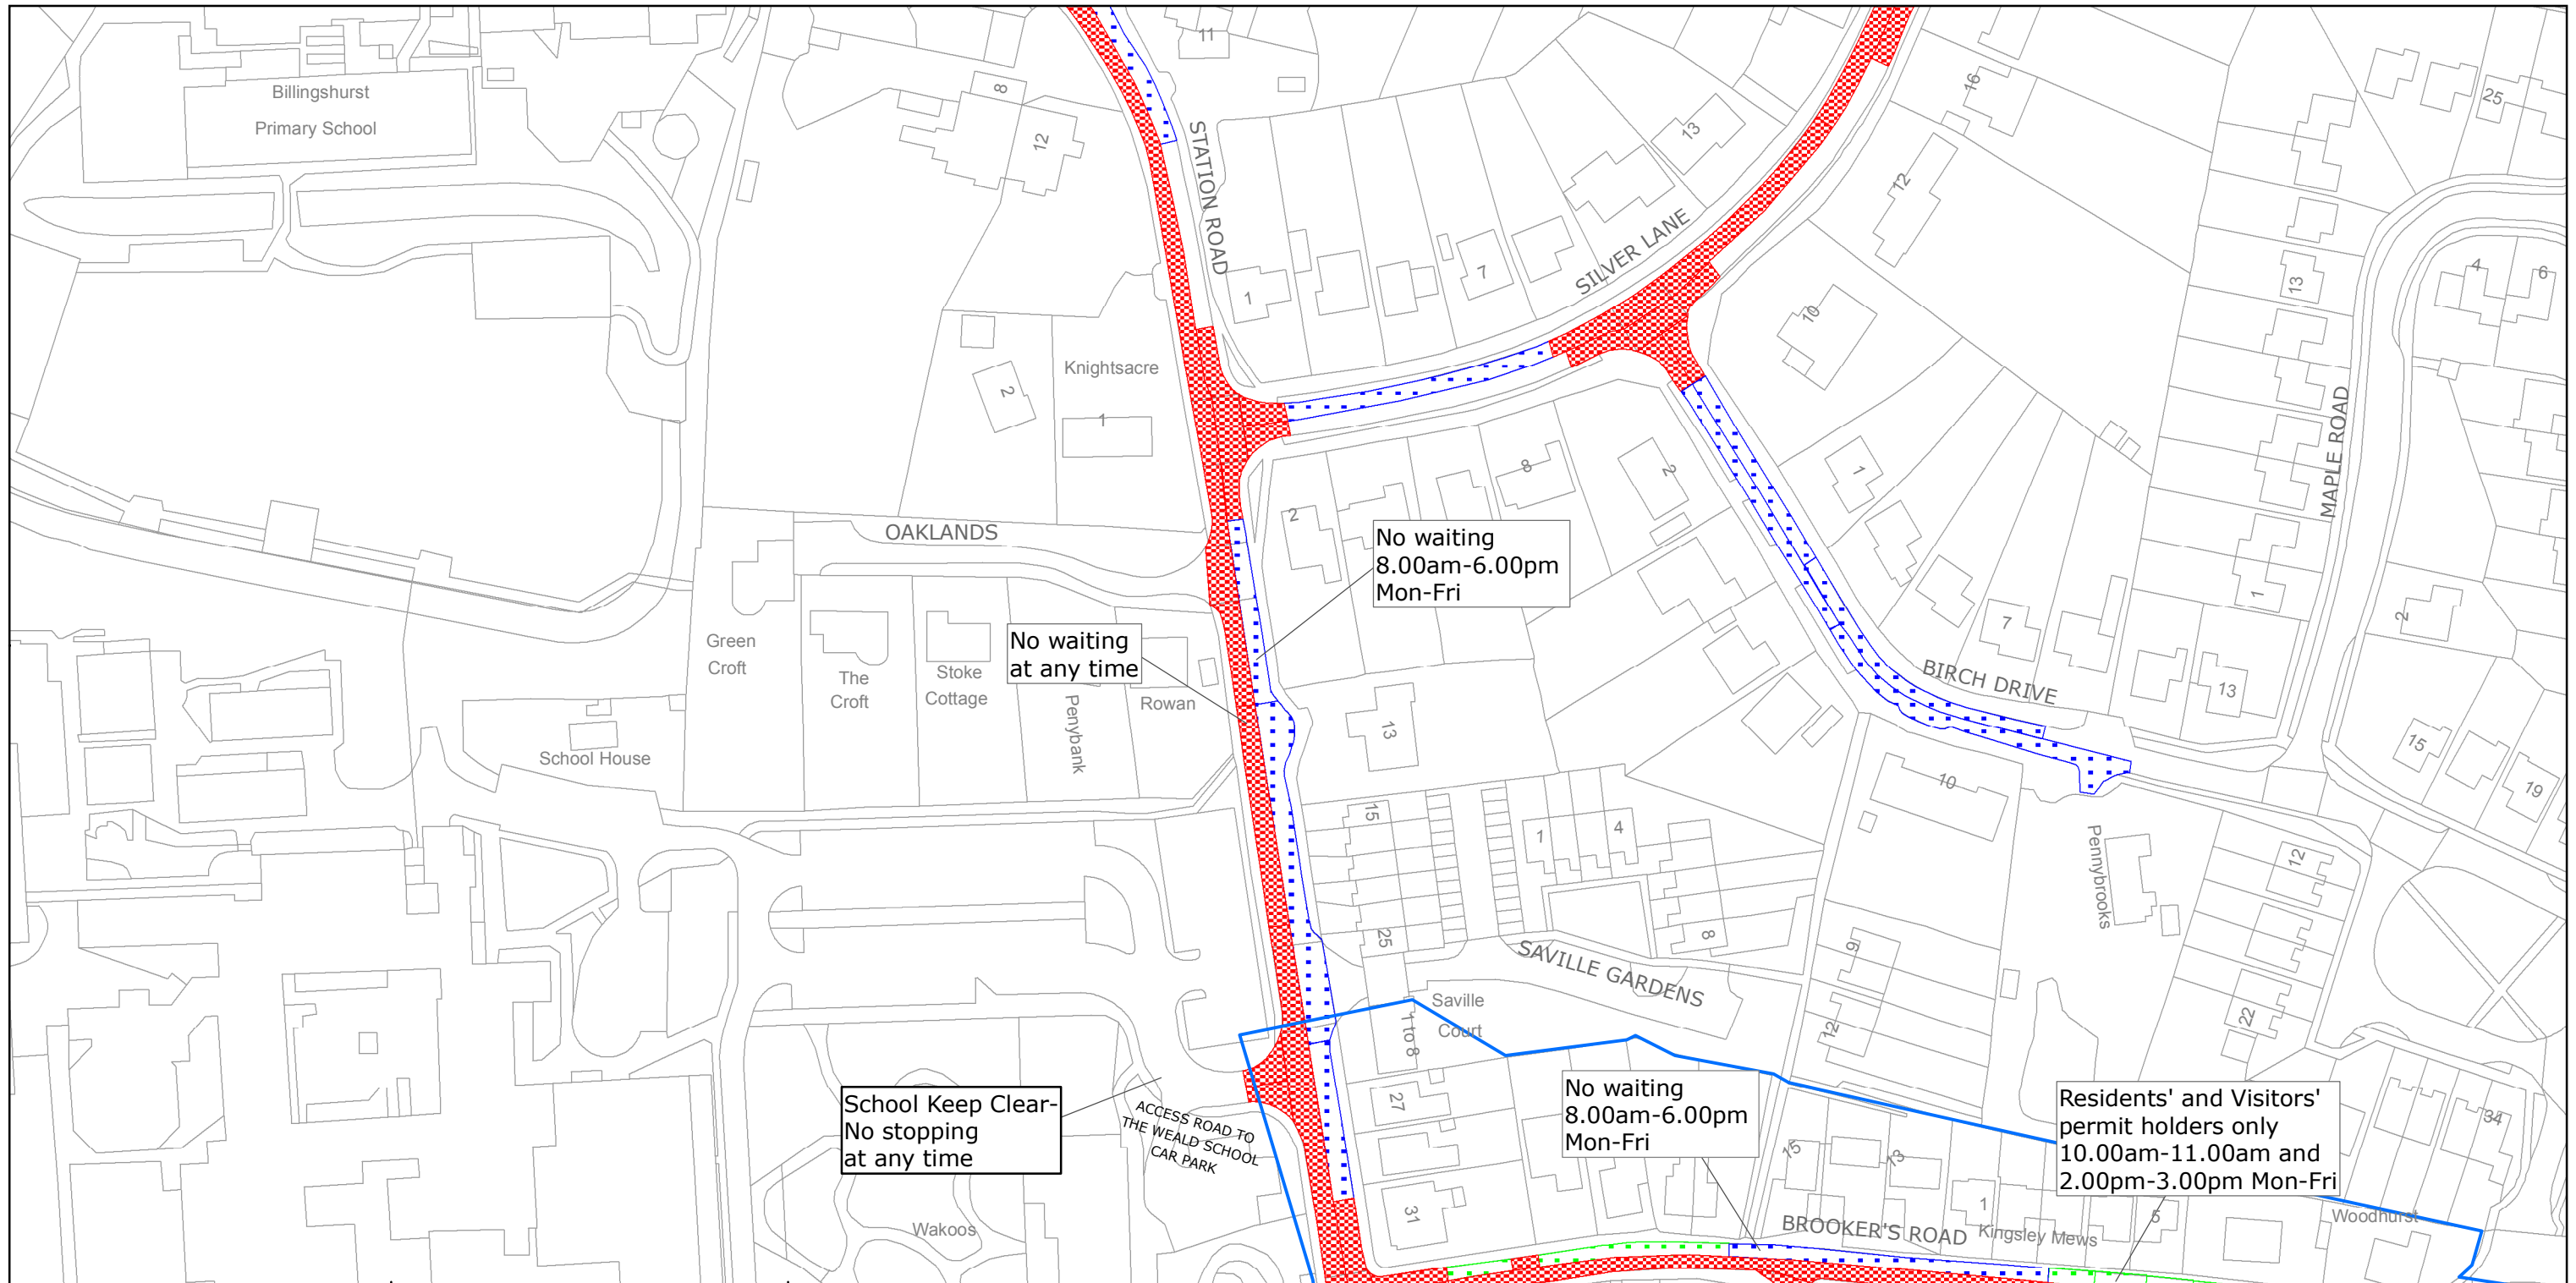 11
Billingshurst
Primary School
8
12
STATION ROAD
13
16
25
12
SILVER LANE
7
1
13
4
6
10
Knightsacre
2
1
MAPLE ROAD
8
2
1
2
OAKLANDS
No waiting
8.00am-6.00pm
Mon-Fri
1
2
7
Green
Croft
No waiting
at any time
The
Croft
Stoke
Cottage
Penybank
Rowan
BIRCH DRIVE
13
13
School House
15
19
10
15
1
4
Pennybrooks
12
25
8
9
SAVILLE GARDENS
Saville
Court
1 to 8
12
22
School Keep Clear-
No stopping
at any time
ACCESS ROAD TO
THE WEALD SCHOOL
CAR PARK
27
No waiting
8.00am-6.00pm
Mon-Fri
Residents' and Visitors'
permit holders only
10.00am-11.00am and
2.00pm-3.00pm Mon-Fri
34
15
13
1
5
31
Wakoos
BROOKER'S ROAD
Kingsley Mews
Woodhurst